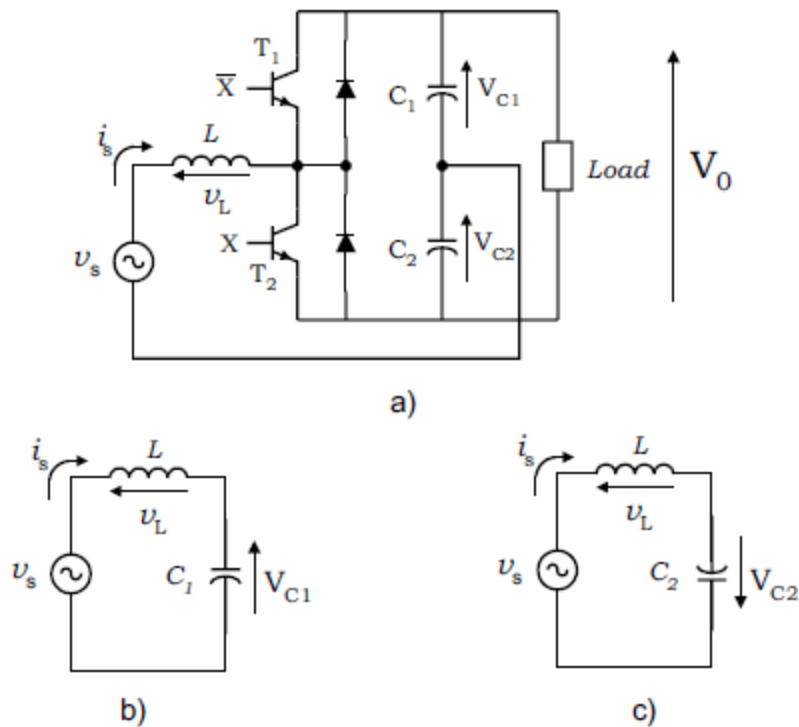 T1
X̅
C1
VC1
is
L
vL
Load
V0
vs
X
T2
C2
VC2
a)
is
L
vL
vs
C1
VC1
b)
is
L
vL
vs
C2
VC2
c)